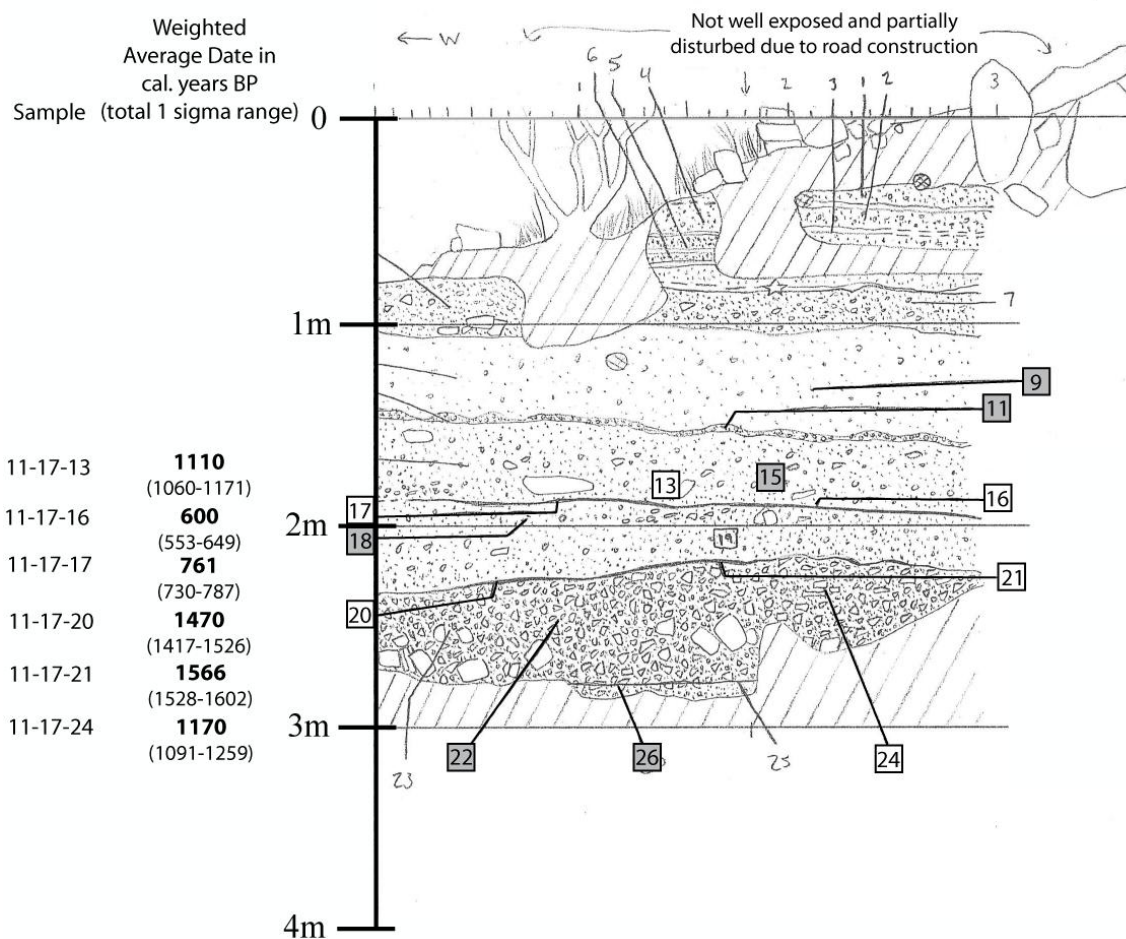 Weighted
Average Date in
cal. years BP
Sample (total 1 sigma range)
← W
Not well exposed and partially
disturbed due to road construction
6 5 4
1 ↓ 2 3 1 2 3
0
7
1m
9
11
11-17-13 1110
(1060-1171)
13 15
16
11-17-16 600
(553-649)
17
2m
18
19
11-17-17 761
(730-787)
21
20
11-17-20 1470
(1417-1526)
11-17-21 1566
(1528-1602)
11-17-24 1170
(1091-1259)
3m
22 26 24
23 25
4m